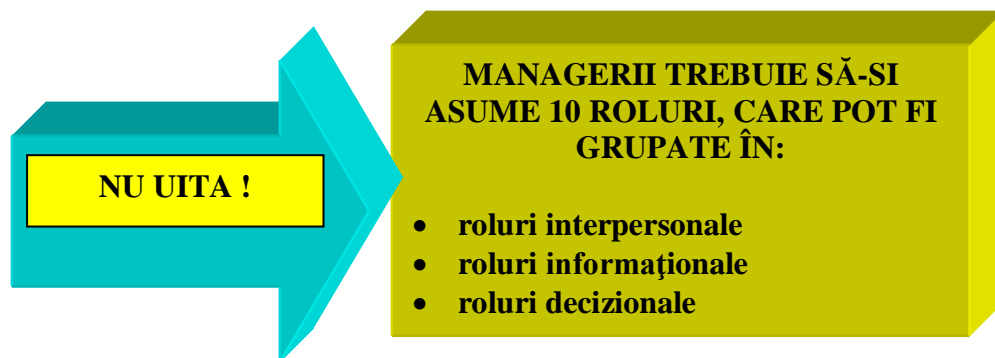 NU UITA !
MANAGERII TREBUIE SĂ-SI
ASUME 10 ROLURI, CARE POT FI
GRUPATE ÎN:
• roluri interpersonale
• roluri informaţionale
• roluri decizionale